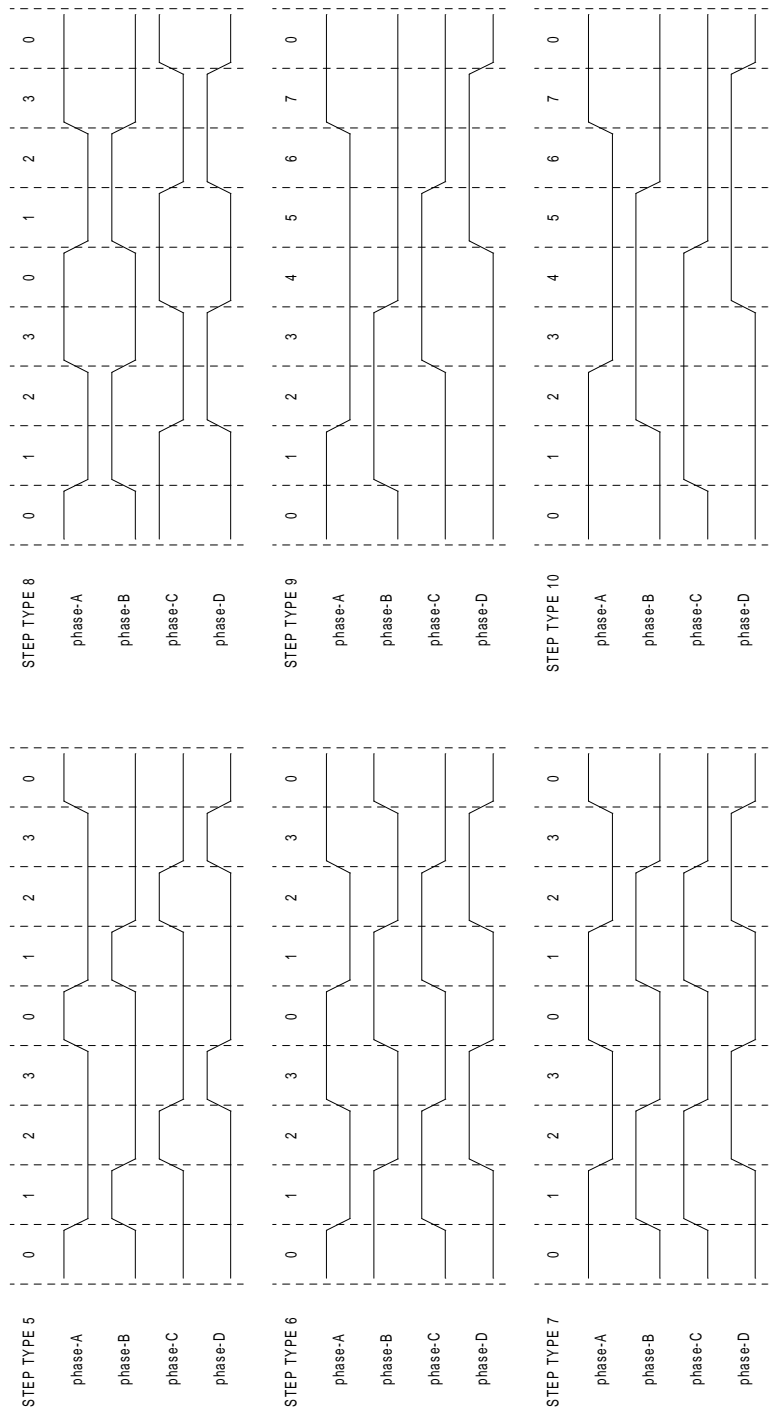 STEP TYPE 5 0 1 2 3 0 1 2 3 0
phase-A
phase-B
phase-C
phase-D
STEP TYPE 6 0 1 2 3 0 1 2 3 0
phase-A
phase-B
phase-C
phase-D
STEP TYPE 7 0 1 2 3 0 1 2 3 0
phase-A
phase-B
phase-C
phase-D
STEP TYPE 8 0 1 2 3 0 1 2 3 0
phase-A
phase-B
phase-C
phase-D
STEP TYPE 9 0 1 2 3 4 5 6 7 0
phase-A
phase-B
phase-C
phase-D
STEP TYPE 10 0 1 2 3 4 5 6 7 0
phase-A
phase-B
phase-C
phase-D